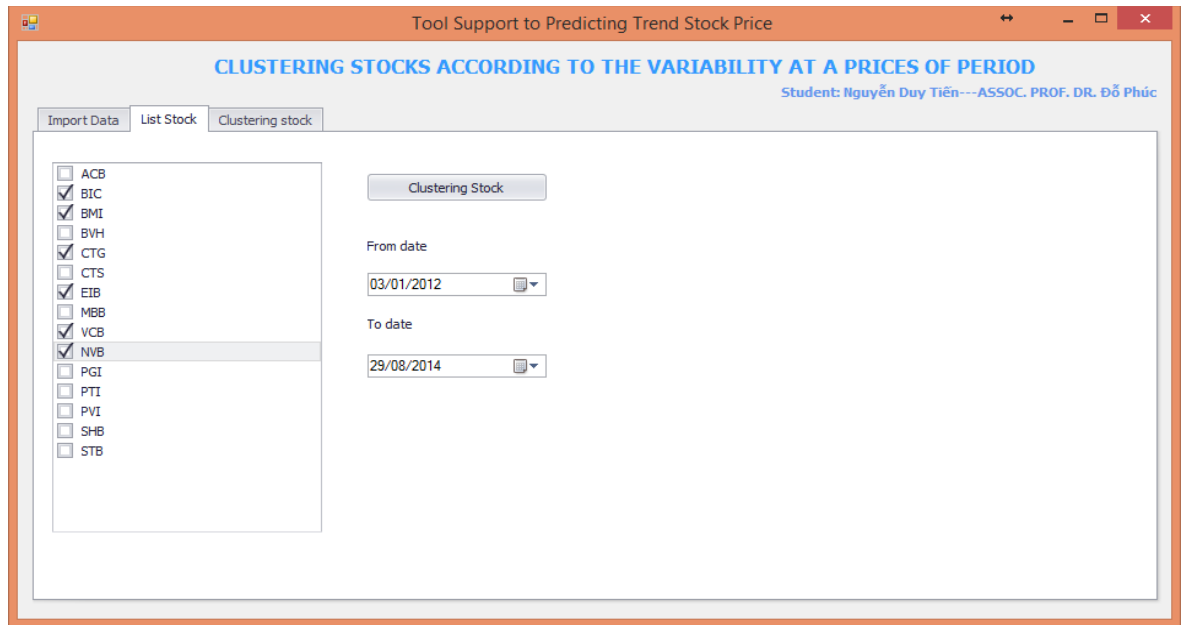 Tool Support to Predicting Trend Stock Price
CLUSTERING STOCKS ACCORDING TO THE VARIABILITY AT A PRICES OF PERIOD
Student: Nguyễn Duy Tiến---ASSOC. PROF. DR. Đỗ Phúc
Import Data List Stock Clustering stock
ACB
BIC
BMI
BVH
CTG
CTS
EIB
MBB
VCB
NVB
PGI
PTI
PVI
SHB
STB
Clustering Stock
From date
03/01/2012
To date
29/08/2014